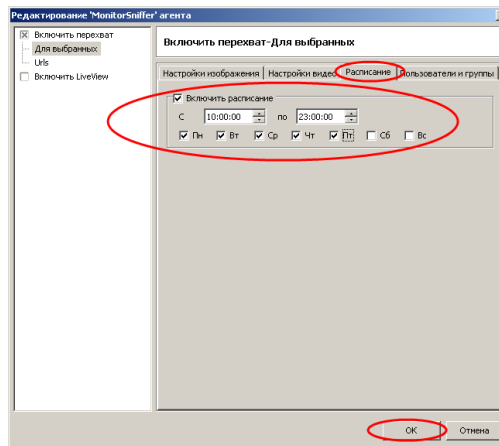 Редактирование 'MonitorSniffer' агента
Включить перехват
Для выбранных
Urls
Включить LiveView
Включить перехват-Для выбранных
Настройки изображения Настройки видео Расписание Пользователи и группы
Включить расписание
С 10:00:00 по 23:00:00
Пн Вт Ср Чт Пт Сб Вс
OK Отмена